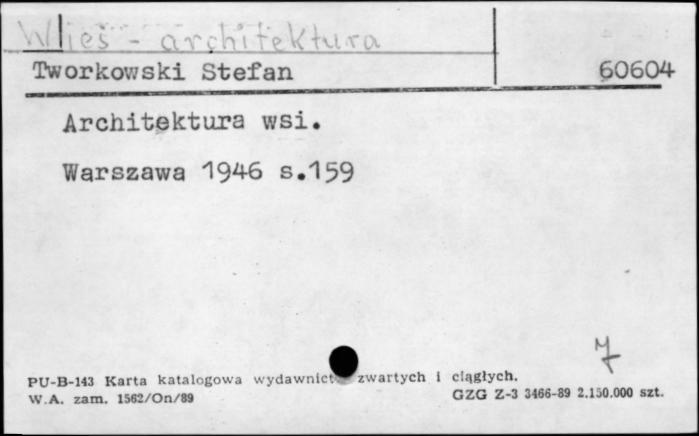 Wieś - architektura
Tworkowski Stefan 60604
Architektura wsi.
Warszawa 1946 s.159
PU-B-143 Karta katalogowa wydawnict zwartych i ciągłych.
W.A. zam. 1562/On/89 GZG Z-3 3466-89 2.150.000 szt.